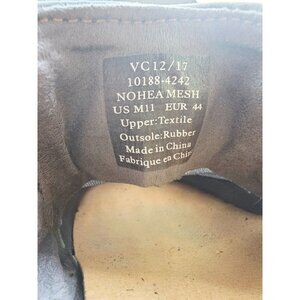 VC 12/17
10188-4242
NOHEA MESH
US M11 EUR 44
Upper:Textile
Outsole:Rubber
Made in China
Fabriqué en Chine